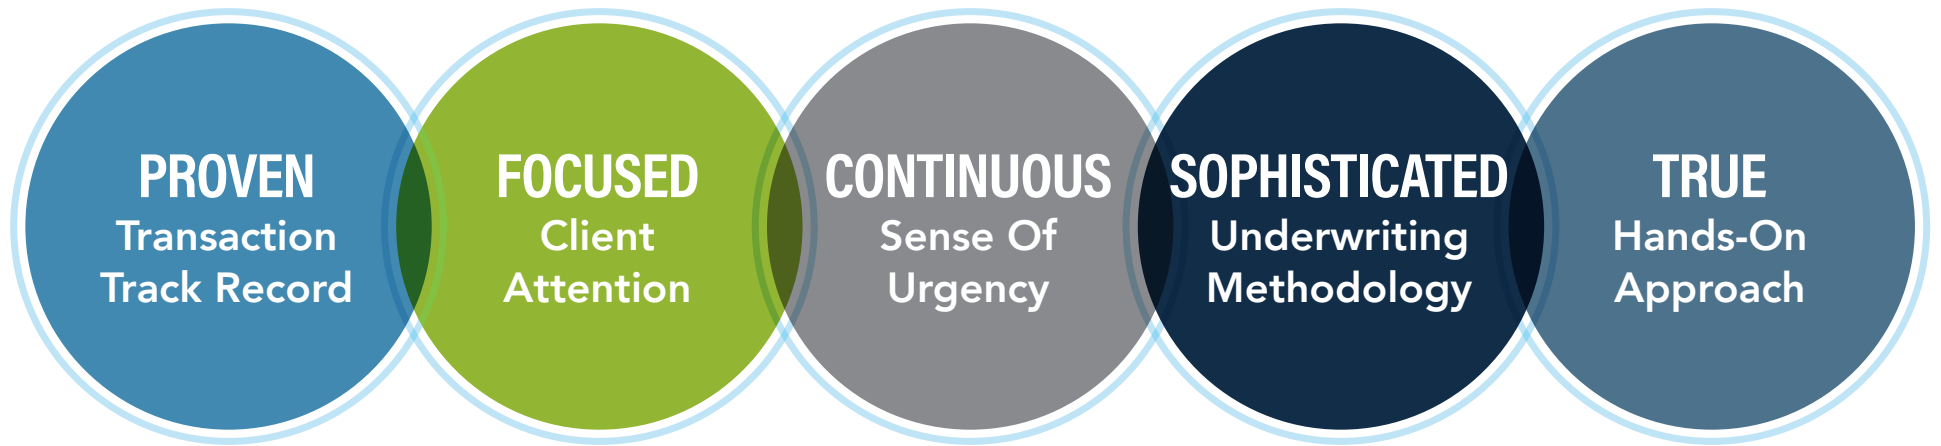 PROVEN
Transaction
Track Record
FOCUSED
Client
Attention
CONTINUOUS
Sense Of
Urgency
SOPHISTICATED
Underwriting
Methodology
TRUE
Hands-On
Approach